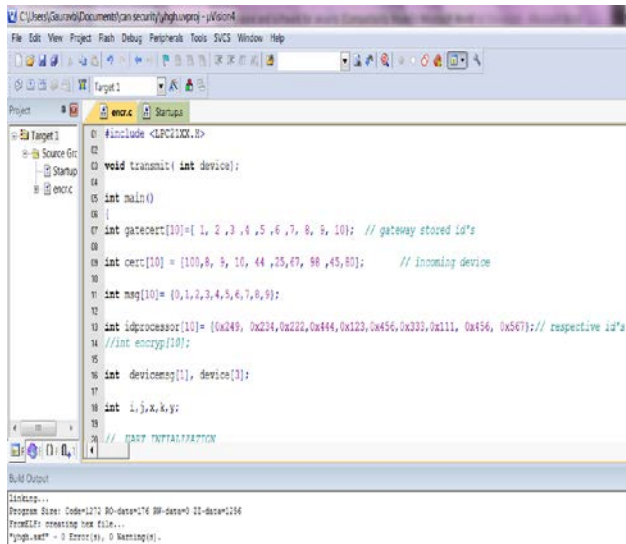 C:\Users\Gauravb\Documents\can security\yhgh.uvproj - µVision4
File Edit View Project Flash Debug Peripherals Tools SVCS Window Help
Target 1
Project
encr.c Startup.s
Target 1
Source Grc
Startup
encr.c
01 #include <LPC21XX.H>
02
03 void transmit( int device);
04
05 int main()
06 {
07 int gatecert[10]={ 1, 2 ,3 ,4 ,5 ,6 ,7, 8, 9, 10}; // gateway stored id's
08
09 int cert[10] = {100,8, 9, 10, 44 ,25,67, 98 ,45,80}; // incoming device
10
11 int msg[10]= {0,1,2,3,4,5,6,7,8,9};
12
13 int idprocessor[10]= {0x249, 0x234,0x222,0x444,0x123,0x456,0x333,0x111, 0x456, 0x567};// respective id's
14 //int encryp[10];
15
16 int devicemsg[1], device[3];
17
18 int i,j,x,k,y;
19
20 // UART INTIALIZATION
Build Output
linking...
Program Size: Code=1272 RO-data=176 RW-data=0 ZI-data=1256
FromELF: creating hex file...
"yhgh.axf" - 0 Error(s), 0 Warning(s).